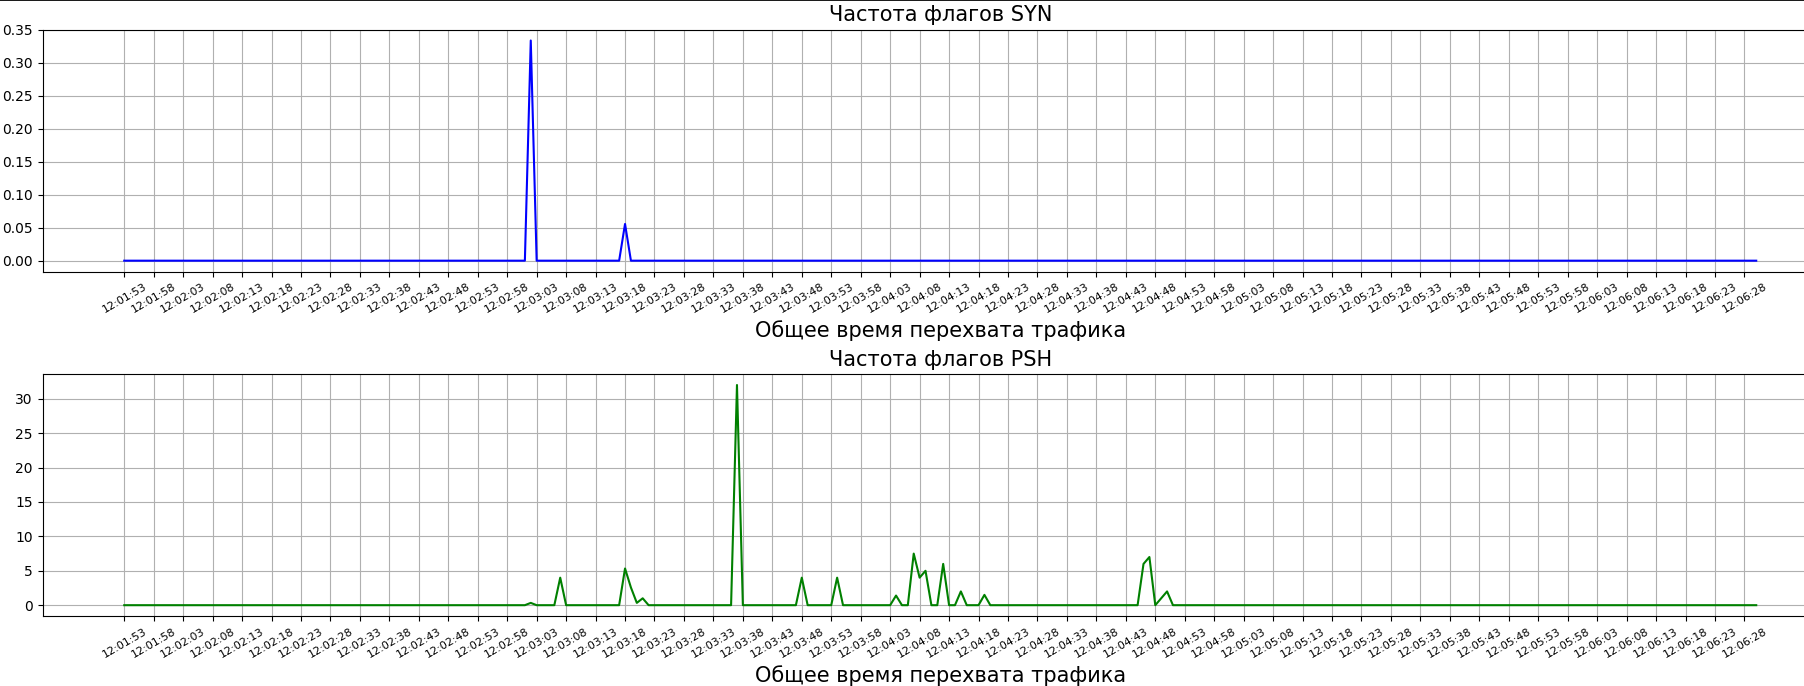 Частота флагов SYN
0.35
0.30
0.25
0.20
0.15
0.10
0.05
0.00
12:01:53 12:01:58 12:02:03 12:02:08 12:02:13 12:02:18 12:02:23 12:02:28 12:02:33 12:02:38 12:02:43 12:02:48 12:02:53 12:02:58 12:03:03 12:03:08 12:03:13 12:03:18 12:03:23 12:03:28 12:03:33 12:03:38 12:03:43 12:03:48 12:03:53 12:03:58 12:04:03 12:04:08 12:04:13 12:04:18 12:04:23 12:04:28 12:04:33 12:04:38 12:04:43 12:04:48 12:04:53 12:04:58 12:05:03 12:05:08 12:05:13 12:05:18 12:05:23 12:05:28 12:05:33 12:05:38 12:05:43 12:05:48 12:05:53 12:05:58 12:06:03 12:06:08 12:06:13 12:06:18 12:06:23 12:06:28
Общее время перехвата трафика
Частота флагов PSH
30
25
20
15
10
5
0
12:01:53 12:01:58 12:02:03 12:02:08 12:02:13 12:02:18 12:02:23 12:02:28 12:02:33 12:02:38 12:02:43 12:02:48 12:02:53 12:02:58 12:03:03 12:03:08 12:03:13 12:03:18 12:03:23 12:03:28 12:03:33 12:03:38 12:03:43 12:03:48 12:03:53 12:03:58 12:04:03 12:04:08 12:04:13 12:04:18 12:04:23 12:04:28 12:04:33 12:04:38 12:04:43 12:04:48 12:04:53 12:04:58 12:05:03 12:05:08 12:05:13 12:05:18 12:05:23 12:05:28 12:05:33 12:05:38 12:05:43 12:05:48 12:05:53 12:05:58 12:06:03 12:06:08 12:06:13 12:06:18 12:06:23 12:06:28
Общее время перехвата трафика